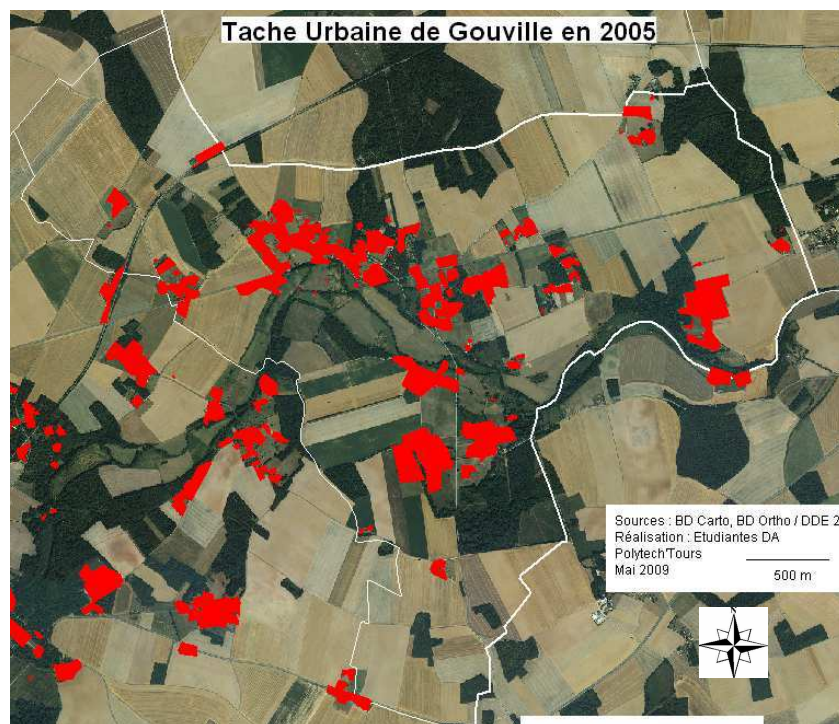 Tache Urbaine de Gouville en 2005
Sources : BD Carto, BD Ortho / DDE 2
Réalisation : Etudiantes DA
Polytech'Tours
Mai 2009
500 m
N